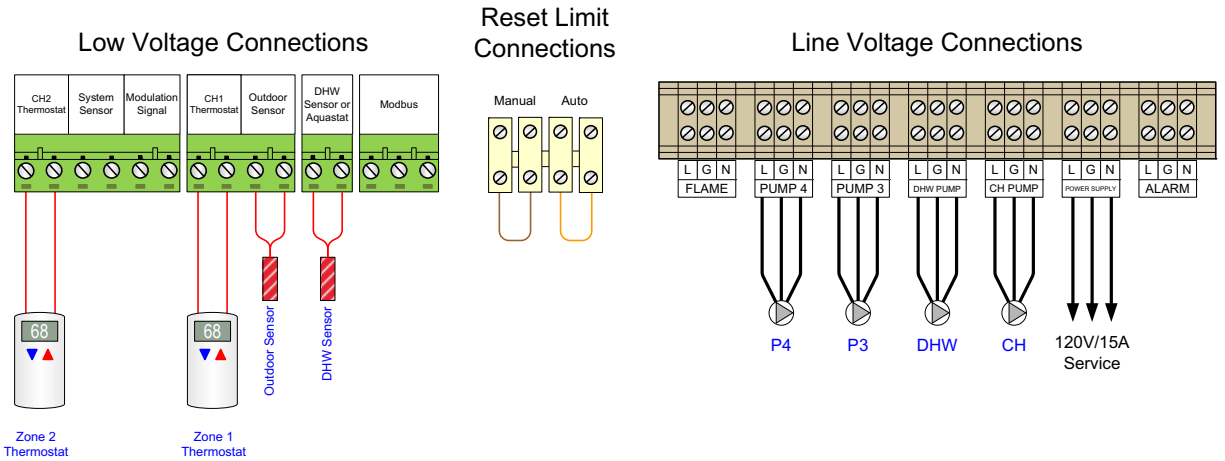 Low Voltage Connections
Reset Limit
Connections
Line Voltage Connections
CH2
Thermostat
System
Sensor
Modulation
Signal
CH1
Thermostat
Outdoor
Sensor
DHW
Sensor or
Aquastat
Modbus
Manual
Auto
L G N
FLAME
L G N
PUMP 4
L G N
PUMP 3
L G N
DHW PUMP
L G N
CH PUMP
L G N
POWER SUPPLY
L G N
ALARM
68
68
Outdoor Sensor
DHW Sensor
P4
P3
DHW
CH
120V/15A
Service
Zone 2
Thermostat
Zone 1
Thermostat